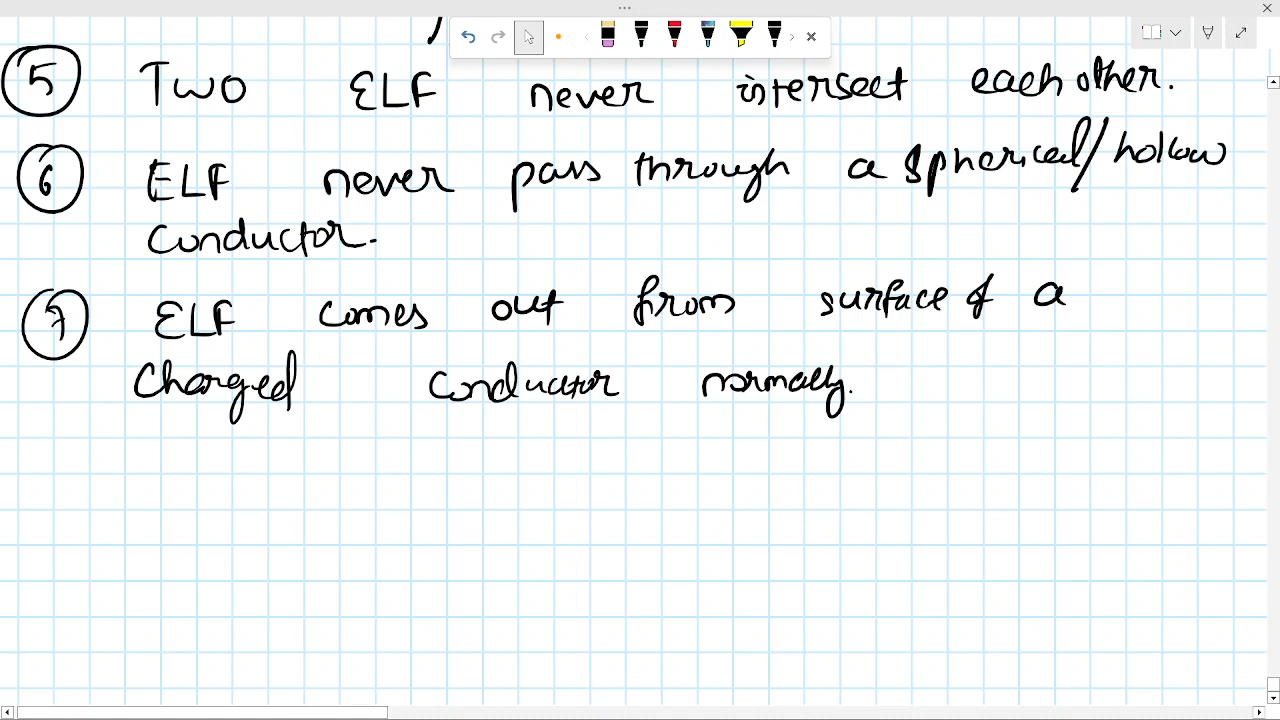 5 Two ELF never intersect each other.
6 ELF never pass through a spherical/hollow
conductor.
7 ELF comes out from surface of a
charged conductor normally.